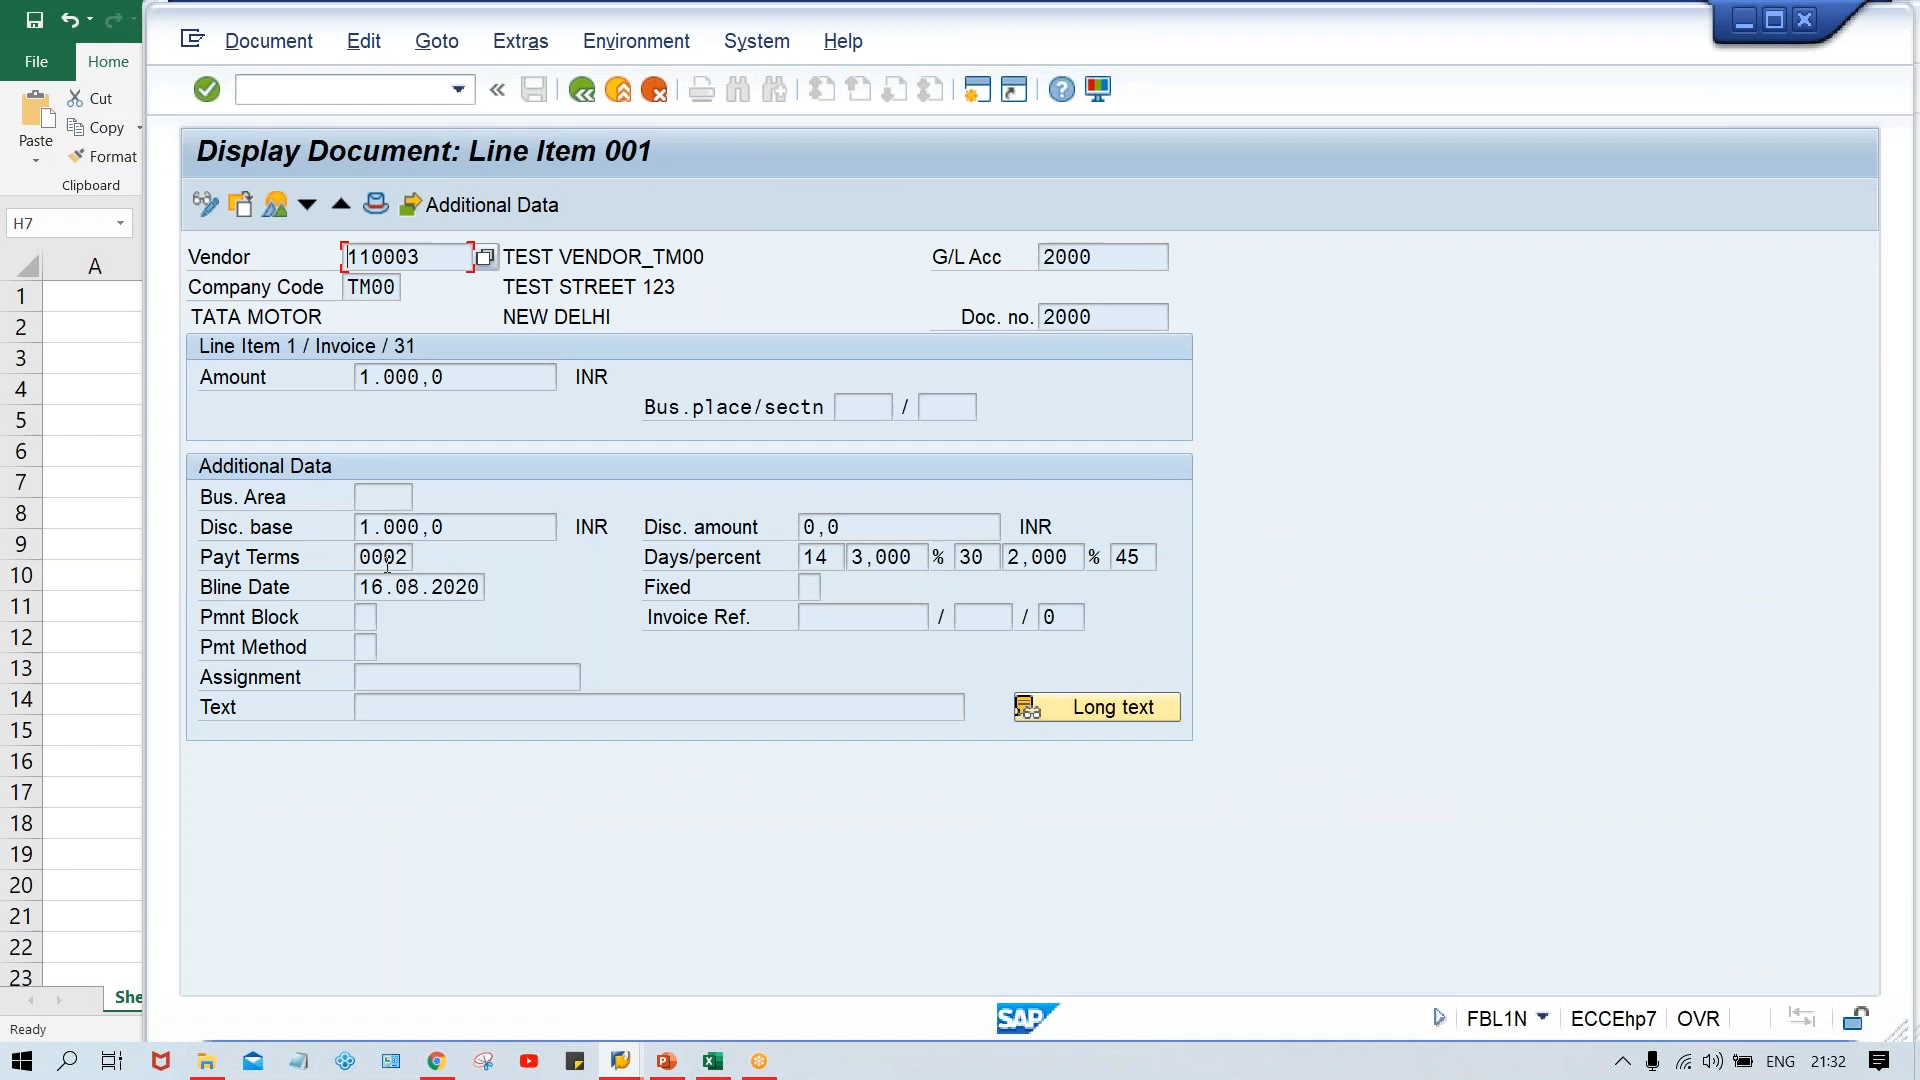 File Home
Cut
Copy
Paste
Format
Clipboard
H7
A
1
2
3
4
5
6
7
8
9
10
11
12
13
14
15
16
17
18
19
20
21
22
23
She
Ready
Document Edit Goto Extras Environment System Help
Display Document: Line Item 001
Additional Data
Vendor 110003 TEST VENDOR_TM00 G/L Acc 2000
Company Code TM00 TEST STREET 123
TATA MOTOR NEW DELHI Doc. no. 2000
Line Item 1 / Invoice / 31
Amount 1.000,0 INR
Bus.place/sectn /
Additional Data
Bus. Area
Disc. base 1.000,0 INR Disc. amount 0,0 INR
Payt Terms 0002 Days/percent 14 3,000 % 30 2,000 % 45
Bline Date 16.08.2020 Fixed
Pmnt Block Invoice Ref. / / 0
Pmt Method
Assignment
Text Long text
SAP FBL1N ECCEhp7 OVR
ENG 21:32